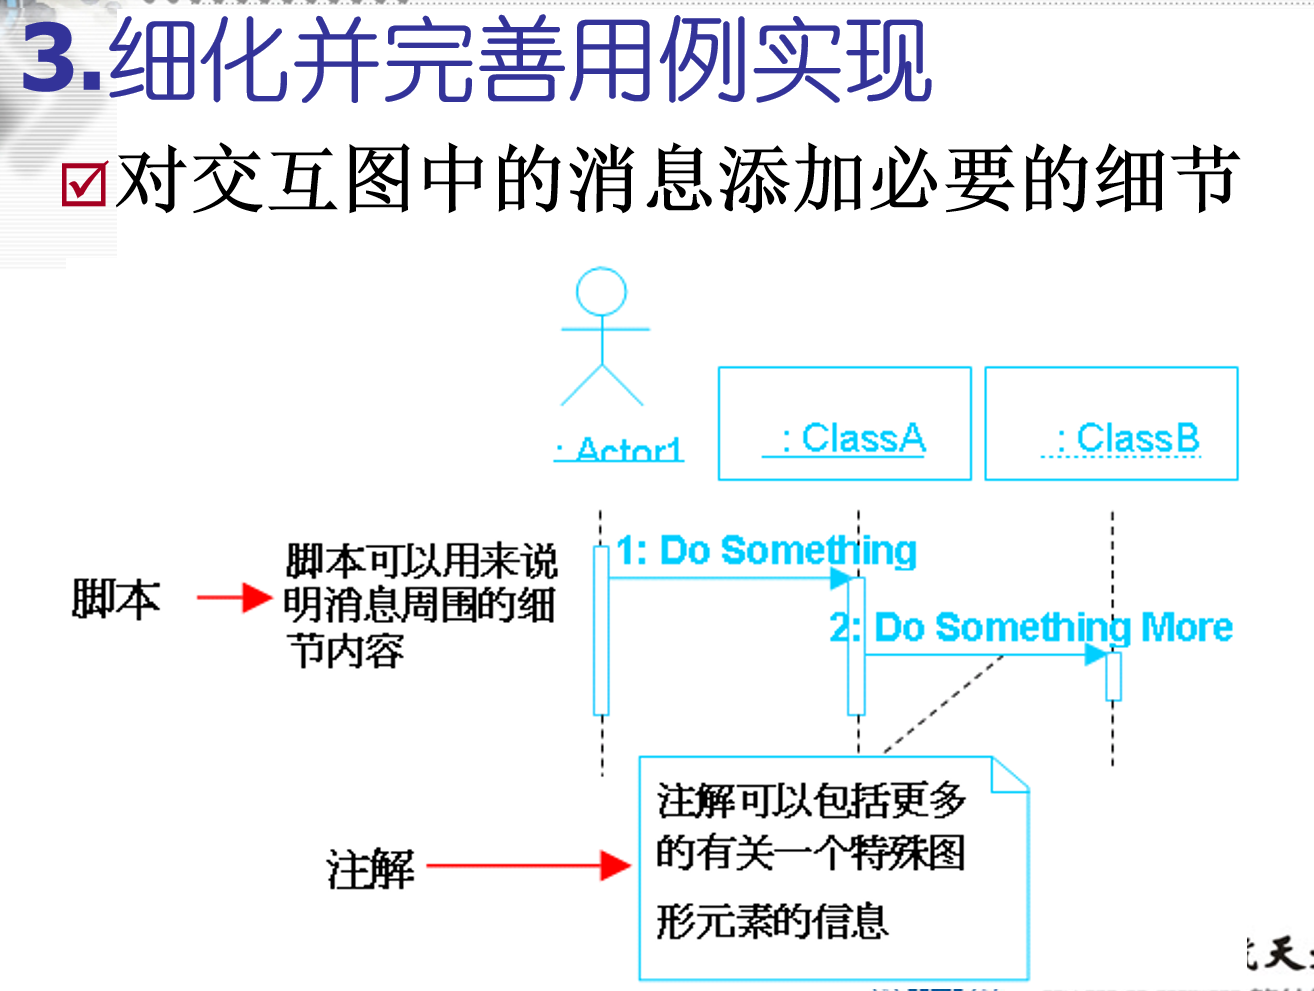 3.细化并完善用例实现
对交互图中的消息添加必要的细节
: Actor1
: ClassA
: ClassB
1: Do Something
脚本
脚本可以用来说
明消息周围的细
节内容
2: Do Something More
注解可以包括更多
的有关一个特殊图
形元素的信息
注解
天